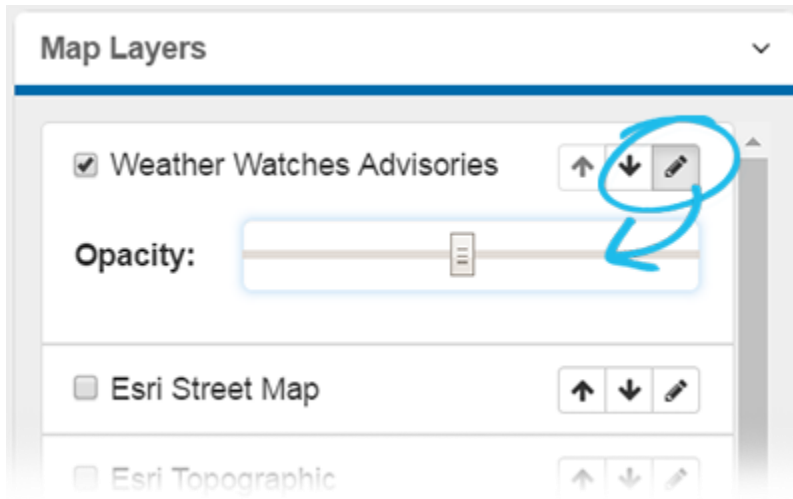 Map Layers
Weather Watches Advisories
Opacity:
Esri Street Map
Esri Topographic